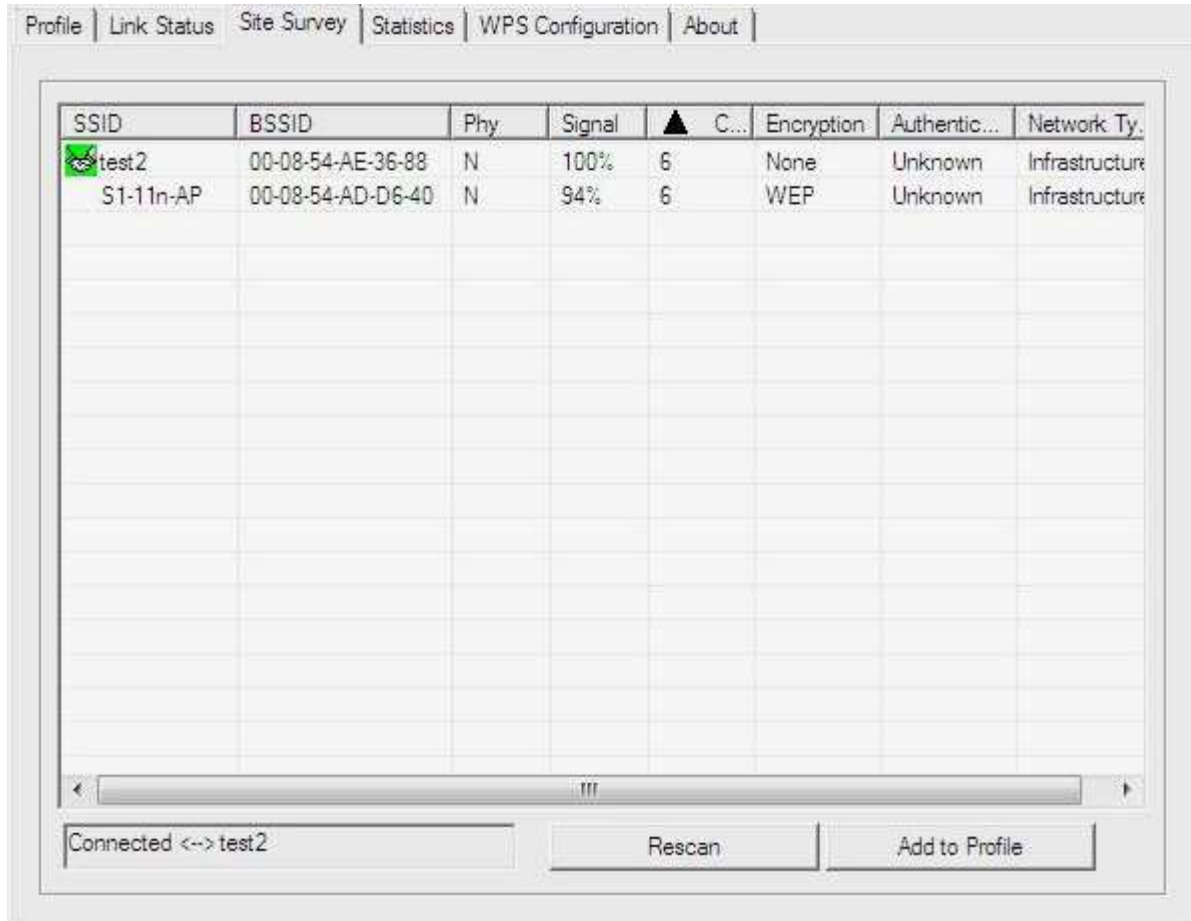 Profile Link Status Site Survey Statistics WPS Configuration About
SSID BSSID Phy Signal C... Encryption Authentic... Network Ty.
test2 00-08-54-AE-36-88 N 100% 6 None Unknown Infrastructure
S1-11n-AP 00-08-54-AD-D6-40 N 94% 6 WEP Unknown Infrastructure
Connected <--> test2 Rescan Add to Profile